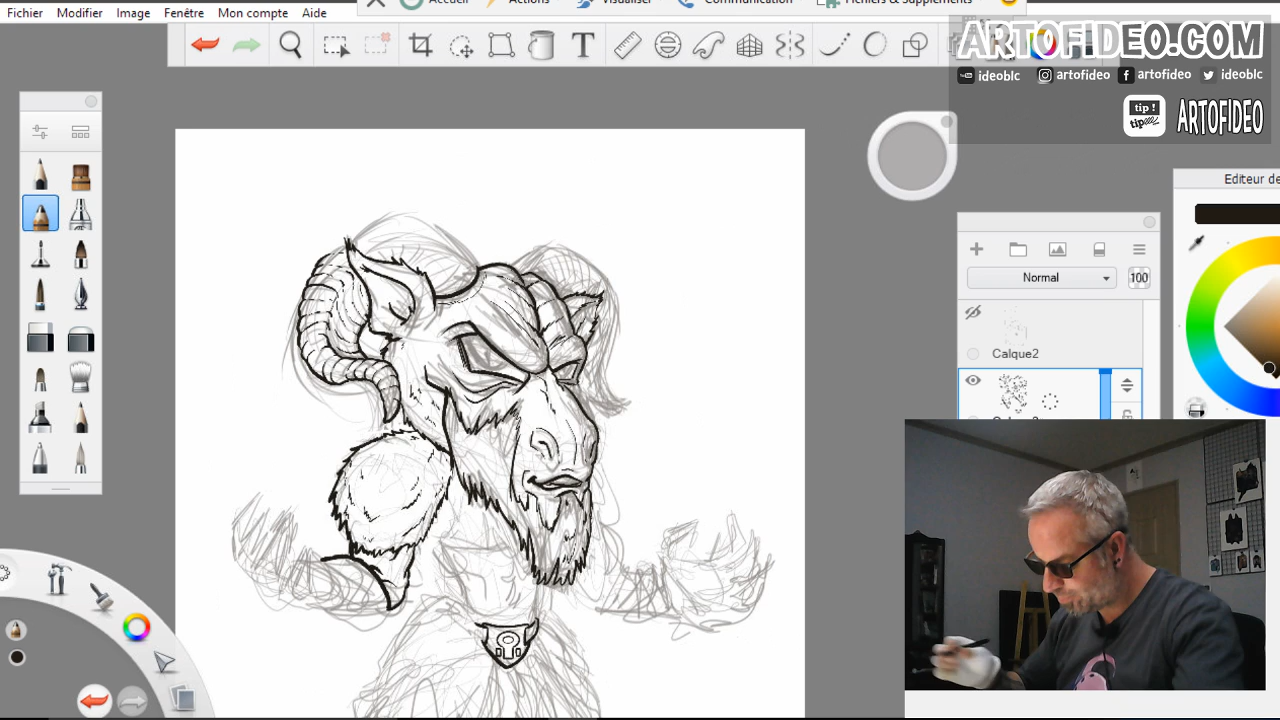 Accueil Actions Visualiser Communication Fichiers & Suppléments
Fichier Modifier Image Fenêtre Mon compte Aide
ARTOFIDEO.COM
ideoblc artofideo artofideo ideoblc
tip !
tip
ARTOFIDEO
Editeur de
Normal
100
Calque2